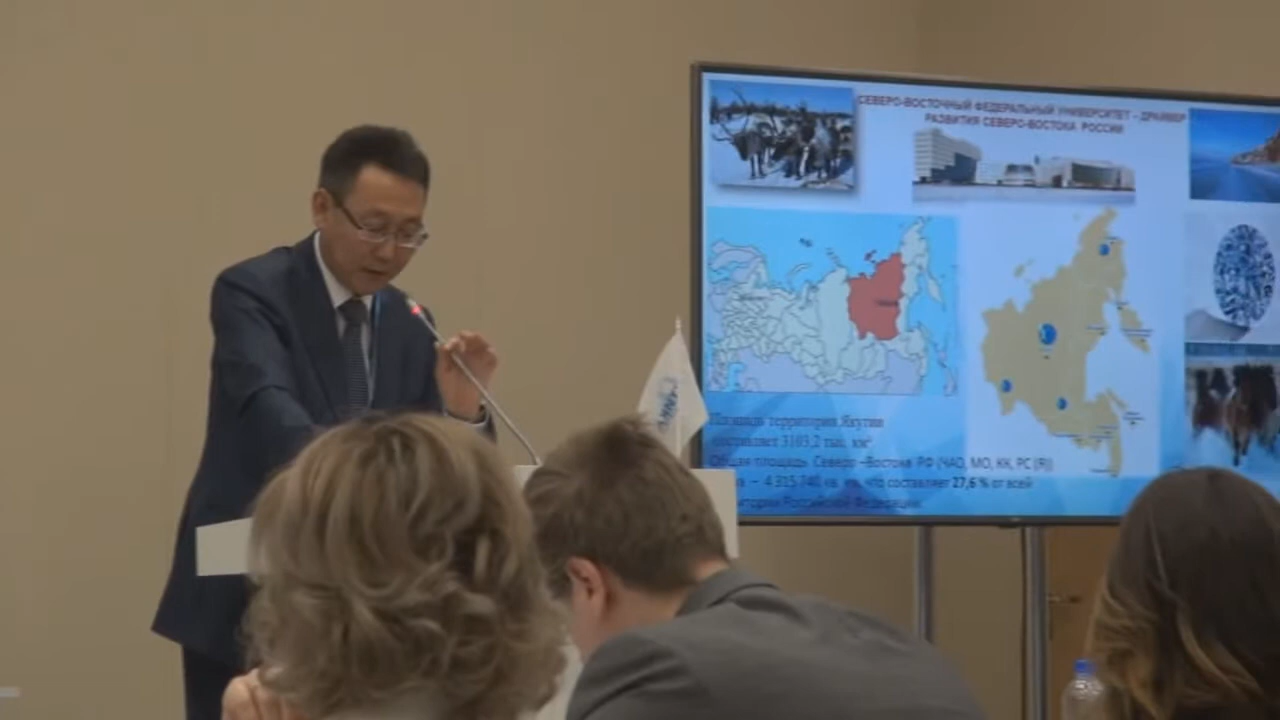 СЕВЕРО-ВОСТОЧНЫЙ ФЕДЕРАЛЬНЫЙ УНИВЕРСИТЕТ - ДРАЙВЕР
РАЗВИТИЯ СЕВЕРО-ВОСТОКА РОССИИ
Площадь территории Якутии
составляет 3103,2 тыс. км²
Общая площадь Северо-Востока РФ (ЧАО, МО, КК, РС (Я))
– 4 815 740 кв. км, что составляет 27,6 % от всей
территории Российской Федерации.